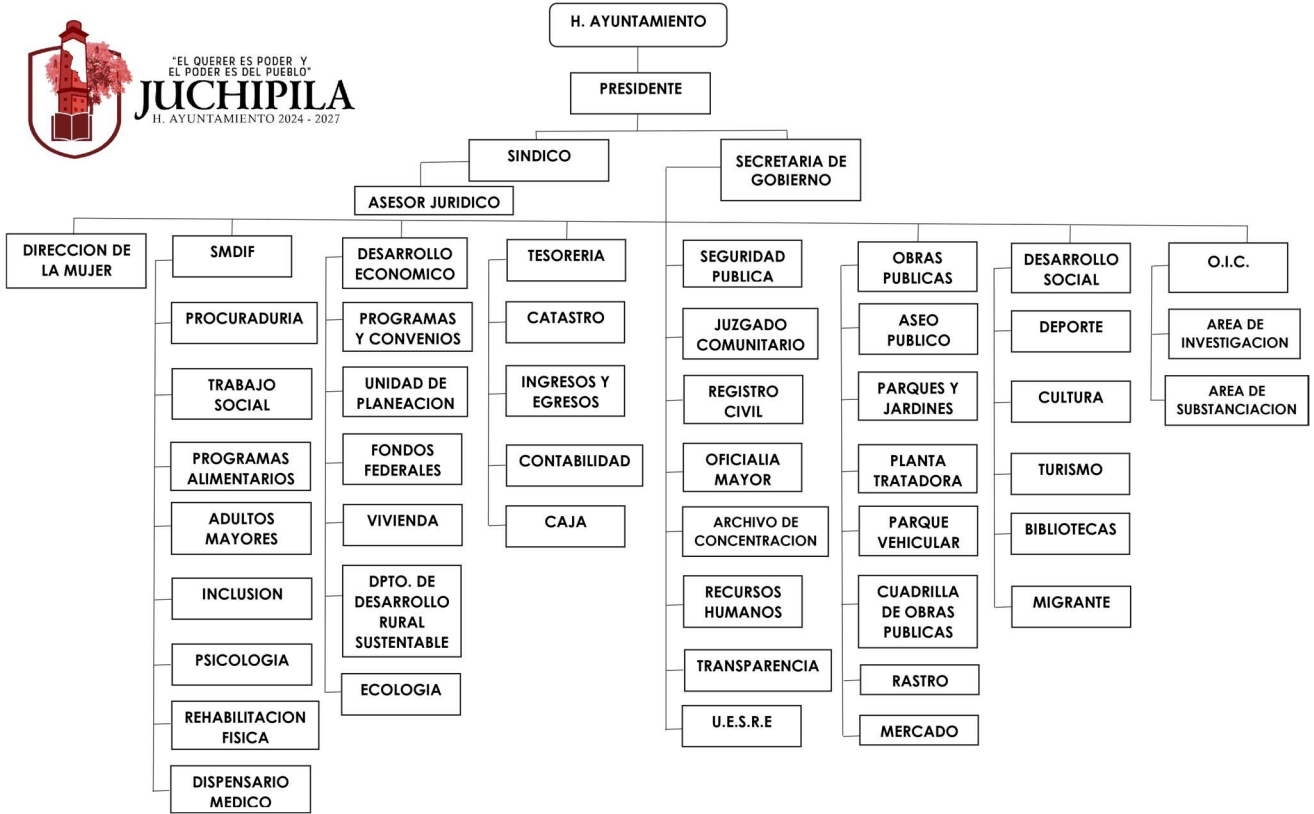 H. AYUNTAMIENTO
"EL QUERER ES PODER Y
EL PODER ES DEL PUEBLO"
JUCHIPILA
H. AYUNTAMIENTO 2024 - 2027
PRESIDENTE
SINDICO
SECRETARIA DE
GOBIERNO
ASESOR JURIDICO
DIRECCION DE
LA MUJER
SMDIF
PROCURADURIA
TRABAJO
SOCIAL
PROGRAMAS
ALIMENTARIOS
ADULTOS
MAYORES
INCLUSION
PSICOLOGIA
REHABILITACION
FISICA
DISPENSARIO
MEDICO
DESARROLLO
ECONOMICO
PROGRAMAS
Y CONVENIOS
UNIDAD DE
PLANEACION
FONDOS
FEDERALES
VIVIENDA
DPTO. DE
DESARROLLO
RURAL
SUSTENTABLE
ECOLOGIA
TESORERIA
CATASTRO
INGRESOS Y
EGRESOS
CONTABILIDAD
CAJA
SEGURIDAD
PUBLICA
JUZGADO
COMUNITARIO
REGISTRO
CIVIL
OFICIALIA
MAYOR
ARCHIVO DE
CONCENTRACION
RECURSOS
HUMANOS
TRANSPARENCIA
U.E.S.R.E
OBRAS
PUBLICAS
ASEO
PUBLICO
PARQUES Y
JARDINES
PLANTA
TRATADORA
PARQUE
VEHICULAR
CUADRILLA
DE OBRAS
PUBLICAS
RASTRO
MERCADO
DESARROLLO
SOCIAL
DEPORTE
CULTURA
TURISMO
BIBLIOTECAS
MIGRANTE
O.I.C.
AREA DE
INVESTIGACION
AREA DE
SUBSTANCIACION